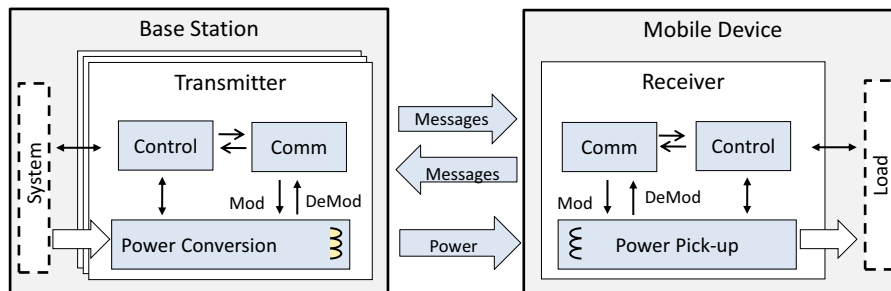 Base Station
Mobile Device
Transmitter
Receiver
System
Control
Comm
Mod
DeMod
Power Conversion
Messages
Messages
Power
Comm
Control
Mod
DeMod
Power Pick-up
Load